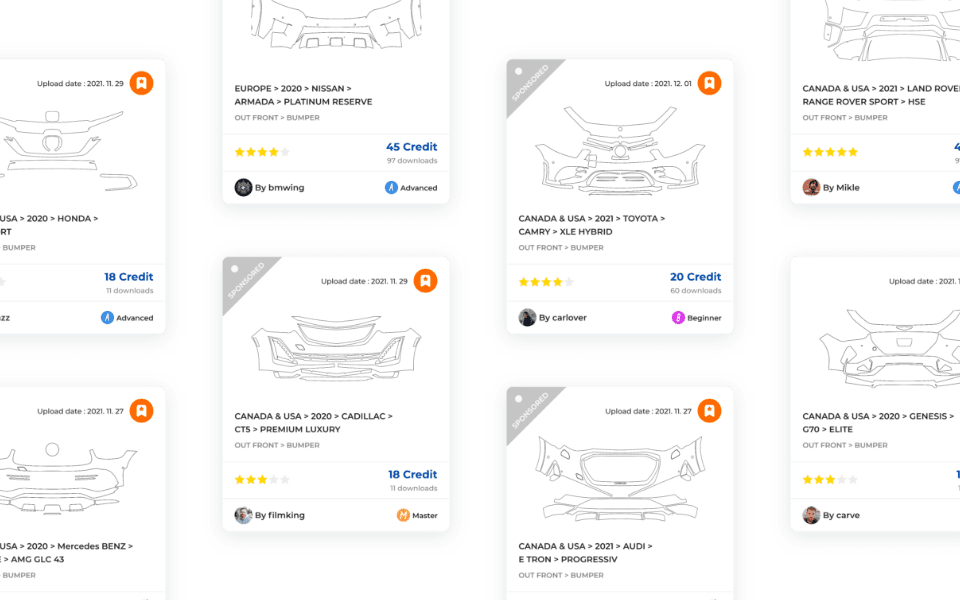 Upload date : 2021. 11. 29
USA > 2020 > HONDA >
RT
> BUMPER
18 Credit
11 downloads
zz
Advanced
Upload date : 2021. 11. 27
USA > 2020 > Mercedes BENZ >
> AMG GLC 43
> BUMPER
EUROPE > 2020 > NISSAN >
ARMADA > PLATINUM RESERVE
OUT FRONT > BUMPER
45 Credit
97 downloads
By bmwing
Advanced
SPONSORED
Upload date : 2021. 11. 29
CANADA & USA > 2020 > CADILLAC >
CT5 > PREMIUM LUXURY
OUT FRONT > BUMPER
18 Credit
11 downloads
By filmking
Master
SPONSORED
Upload date : 2021. 12. 01
CANADA & USA > 2021 > TOYOTA >
CAMRY > XLE HYBRID
OUT FRONT > BUMPER
20 Credit
60 downloads
By carlover
Beginner
SPONSORED
Upload date : 2021. 11. 27
CANADA & USA > 2021 > AUDI >
E TRON > PROGRESSIV
OUT FRONT > BUMPER
CANADA & USA > 2021 > LAND ROVE
RANGE ROVER SPORT > HSE
OUT FRONT > BUMPER
4
9
By Mikle
Upload date : 2021.
CANADA & USA > 2020 > GENESIS >
G70 > ELITE
OUT FRONT > BUMPER
1
By carve